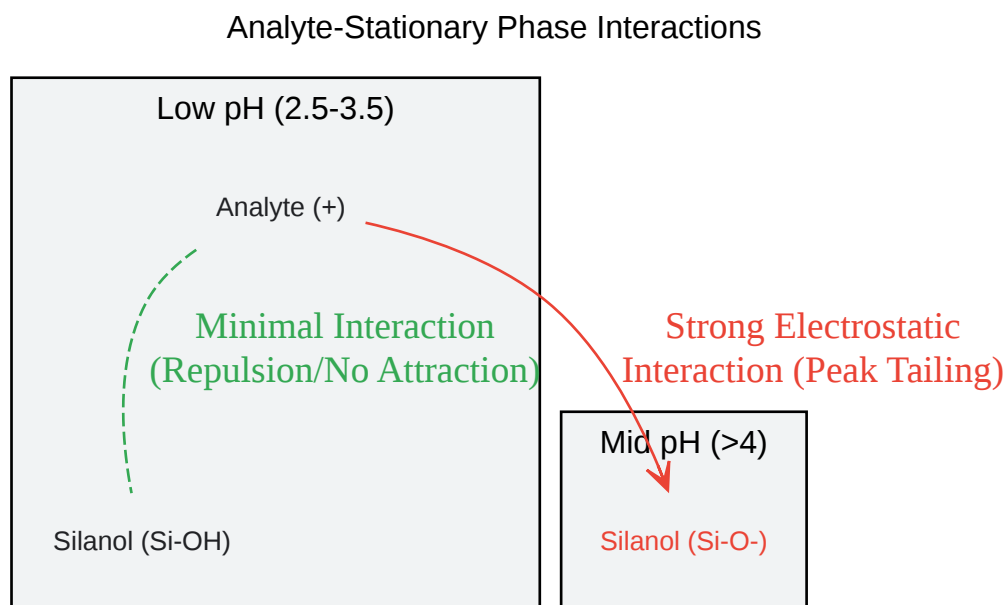 Analyte-Stationary Phase Interactions
Low pH (2.5-3.5)
Analyte (+)
Minimal Interaction
(Repulsion/No Attraction)
Strong Electrostatic
Interaction (Peak Tailing)
Mid pH (>4)
Silanol (Si-OH)
Silanol (Si-O-)